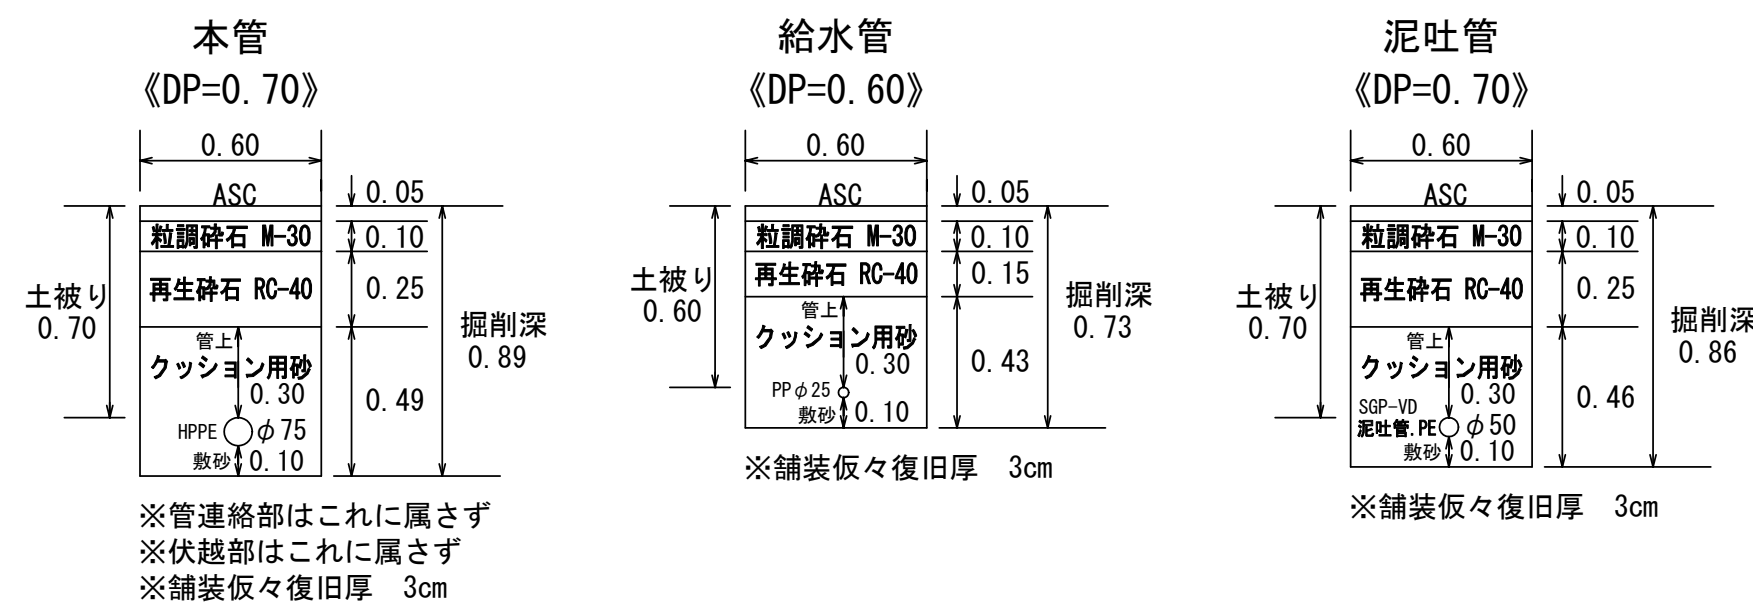 本管
《DP=0.70》
0.60
ASC
0.05
粒調砕石 M-30
0.10
再生砕石 RC-40
0.25
土被り
0.70
管上
クッション用砂
0.30
掘削深
0.89
0.49
HPPE
φ75
敷砂
0.10
※管連絡部はこれに属さず
※伏越部はこれに属さず
※舗装仮々復旧厚 3cm
給水管
《DP=0.60》
0.60
ASC
0.05
粒調砕石 M-30
0.10
再生砕石 RC-40
0.15
土被り
0.60
管上
クッション用砂
0.30
掘削深
0.73
0.43
PPφ25
敷砂
0.10
※舗装仮々復旧厚 3cm
泥吐管
《DP=0.70》
0.60
ASC
0.05
粒調砕石 M-30
0.10
再生砕石 RC-40
0.25
土被り
0.70
管上
クッション用砂
0.30
掘削深
0.86
0.46
SGP-VD
泥吐管.PE
φ50
敷砂
0.10
※舗装仮々復旧厚 3cm